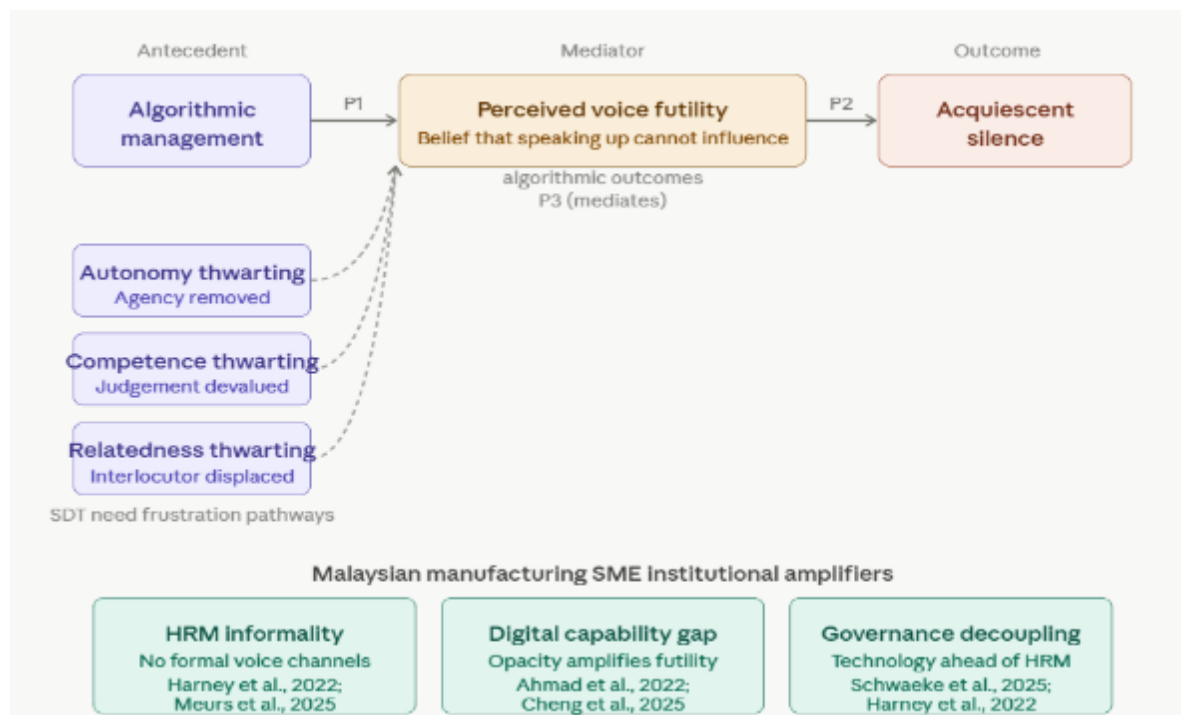 Antecedent
Mediator
Outcome
Algorithmic
management
P1
Perceived voice futility
Belief that speaking up cannot influence
P2
Acquiescent
silence
algorithmic outcomes
P3 (mediates)
Autonomy thwarting
Agency removed
Competence thwarting
Judgement devalued
Relatedness thwarting
Interlocutor displaced
SDT need frustration pathways
Malaysian manufacturing SME institutional amplifiers
HRM informality
No formal voice channels
Harney et al., 2022;
Meurs et al., 2025
Digital capability gap
Opacity amplifies futility
Ahmad et al., 2022;
Cheng et al., 2025
Governance decoupling
Technology ahead of HRM
Schwaeke et al., 2025;
Harney et al., 2022